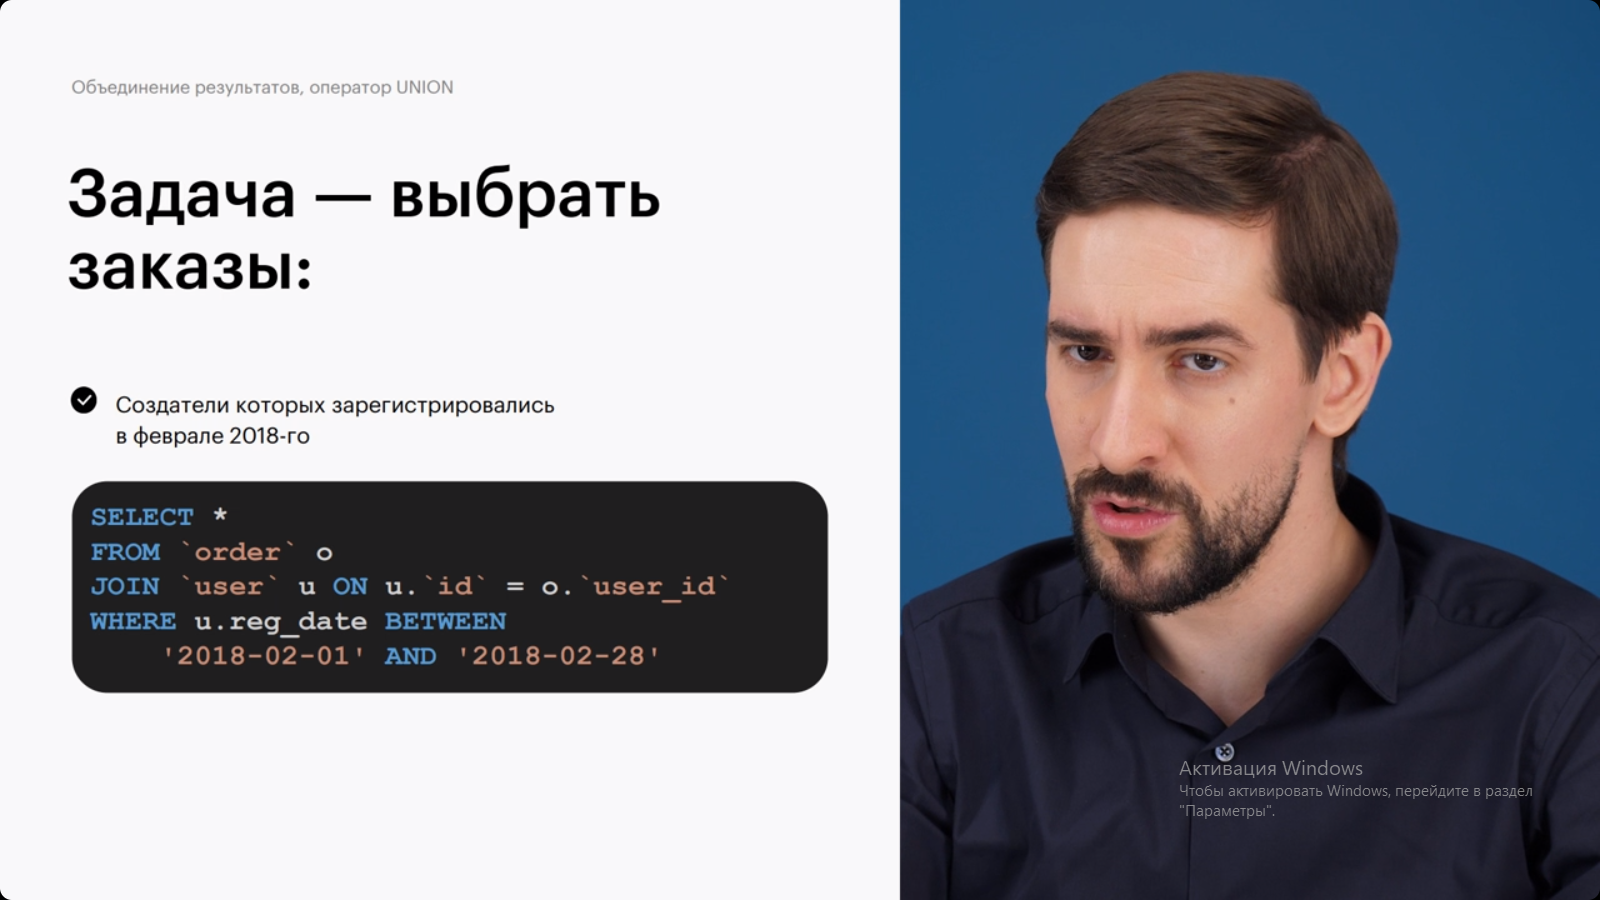 Объединение результатов, оператор UNION
Задача — выбрать
заказы:
Создатели которых зарегистрировались
в феврале 2018-го
SELECT *
FROM `order` o
JOIN `user` u ON u.`id` = o.`user_id`
WHERE u.reg_date BETWEEN
'2018-02-01' AND '2018-02-28'
Активация Windows
Чтобы активировать Windows, перейдите в раздел
"Параметры".